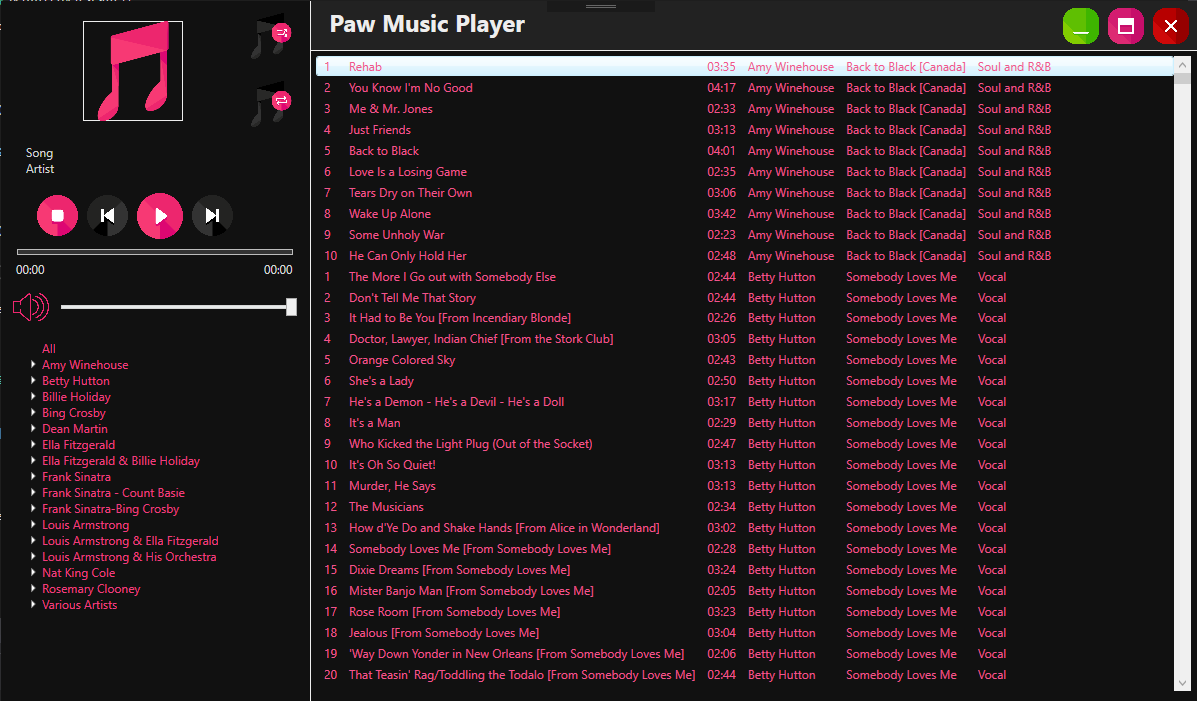 Paw Music Player
Song
Artist
00:00 00:00
All
Amy Winehouse
Betty Hutton
Billie Holiday
Bing Crosby
Dean Martin
Ella Fitzgerald
Ella Fitzgerald & Billie Holiday
Frank Sinatra
Frank Sinatra - Count Basie
Frank Sinatra-Bing Crosby
Louis Armstrong
Louis Armstrong & Ella Fitzgerald
Louis Armstrong & His Orchestra
Nat King Cole
Rosemary Clooney
Various Artists
1 Rehab 03:35 Amy Winehouse Back to Black [Canada] Soul and R&B
2 You Know I'm No Good 04:17 Amy Winehouse Back to Black [Canada] Soul and R&B
3 Me & Mr. Jones 02:33 Amy Winehouse Back to Black [Canada] Soul and R&B
4 Just Friends 03:13 Amy Winehouse Back to Black [Canada] Soul and R&B
5 Back to Black 04:01 Amy Winehouse Back to Black [Canada] Soul and R&B
6 Love Is a Losing Game 02:35 Amy Winehouse Back to Black [Canada] Soul and R&B
7 Tears Dry on Their Own 03:06 Amy Winehouse Back to Black [Canada] Soul and R&B
8 Wake Up Alone 03:42 Amy Winehouse Back to Black [Canada] Soul and R&B
9 Some Unholy War 02:23 Amy Winehouse Back to Black [Canada] Soul and R&B
10 He Can Only Hold Her 02:48 Amy Winehouse Back to Black [Canada] Soul and R&B
1 The More I Go out with Somebody Else 02:44 Betty Hutton Somebody Loves Me Vocal
2 Don't Tell Me That Story 02:44 Betty Hutton Somebody Loves Me Vocal
3 It Had to Be You [From Incendiary Blonde] 02:26 Betty Hutton Somebody Loves Me Vocal
4 Doctor, Lawyer, Indian Chief [From the Stork Club] 03:05 Betty Hutton Somebody Loves Me Vocal
5 Orange Colored Sky 02:43 Betty Hutton Somebody Loves Me Vocal
6 She's a Lady 02:50 Betty Hutton Somebody Loves Me Vocal
7 He's a Demon - He's a Devil - He's a Doll 03:17 Betty Hutton Somebody Loves Me Vocal
8 It's a Man 02:29 Betty Hutton Somebody Loves Me Vocal
9 Who Kicked the Light Plug (Out of the Socket) 02:47 Betty Hutton Somebody Loves Me Vocal
10 It's Oh So Quiet! 03:13 Betty Hutton Somebody Loves Me Vocal
11 Murder, He Says 03:13 Betty Hutton Somebody Loves Me Vocal
12 The Musicians 02:34 Betty Hutton Somebody Loves Me Vocal
13 How d'Ye Do and Shake Hands [From Alice in Wonderland] 03:02 Betty Hutton Somebody Loves Me Vocal
14 Somebody Loves Me [From Somebody Loves Me] 02:28 Betty Hutton Somebody Loves Me Vocal
15 Dixie Dreams [From Somebody Loves Me] 03:24 Betty Hutton Somebody Loves Me Vocal
16 Mister Banjo Man [From Somebody Loves Me] 02:05 Betty Hutton Somebody Loves Me Vocal
17 Rose Room [From Somebody Loves Me] 03:23 Betty Hutton Somebody Loves Me Vocal
18 Jealous [From Somebody Loves Me] 03:04 Betty Hutton Somebody Loves Me Vocal
19 'Way Down Yonder in New Orleans [From Somebody Loves Me] 02:06 Betty Hutton Somebody Loves Me Vocal
20 That Teasin' Rag/Toddling the Todalo [From Somebody Loves Me] 02:44 Betty Hutton Somebody Loves Me Vocal